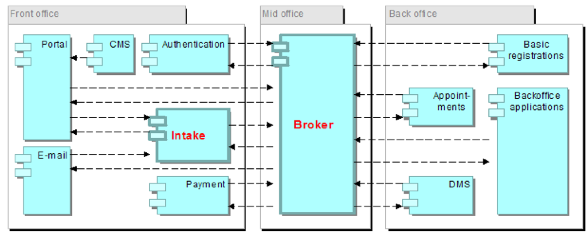 Front office
Mid office
Back office
Portal
CMS
Authentication
Basic
registrations
Appoint-
ments
Backoffice
applications
Intake
Broker
E-mail
Payment
DMS